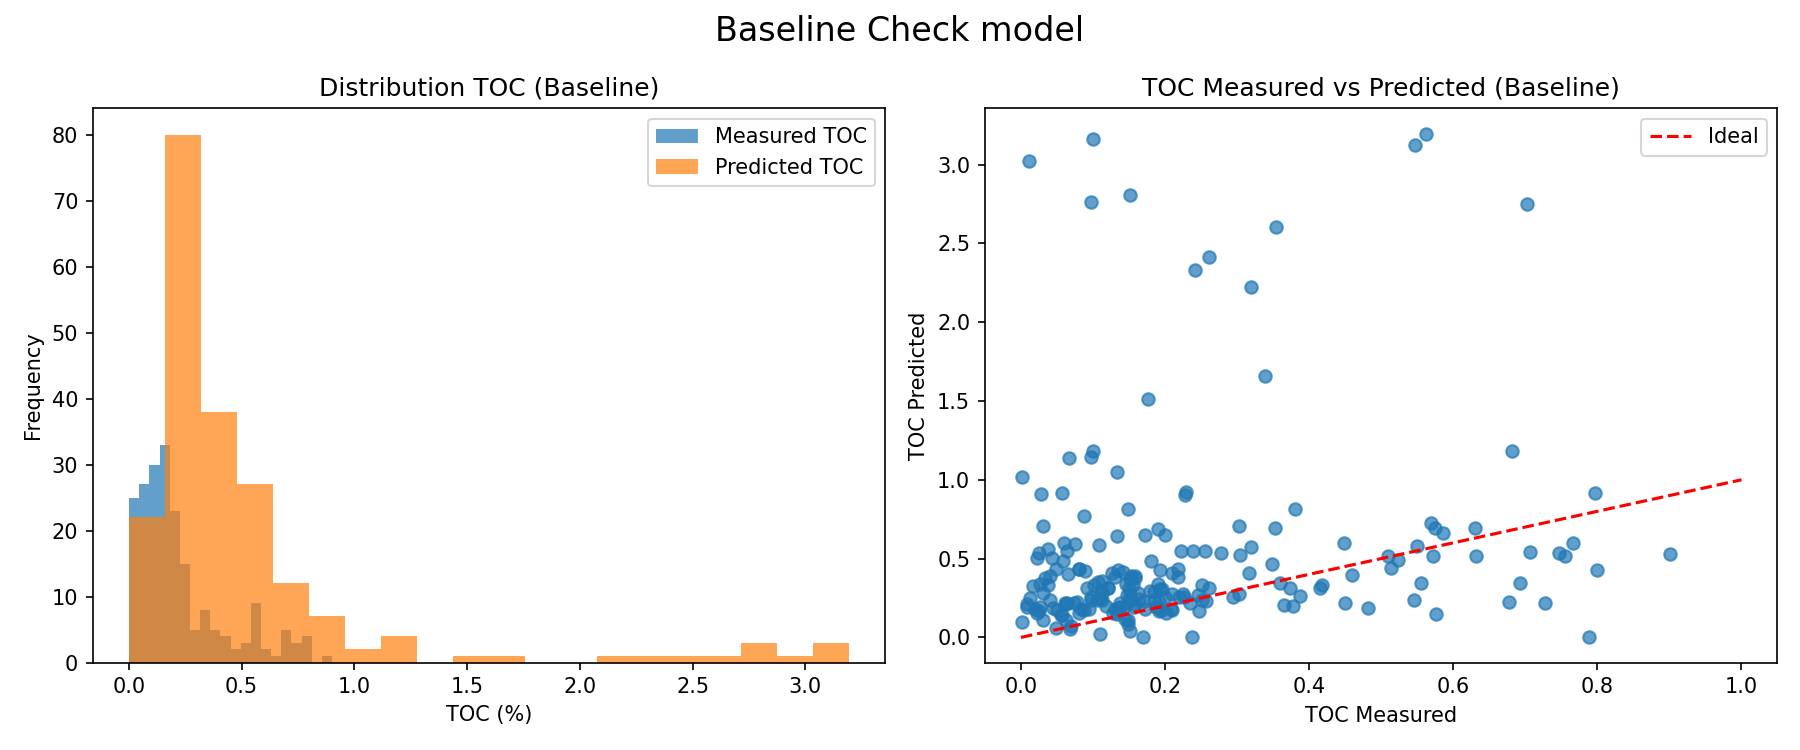 Baseline Check model
Distribution TOC (Baseline)
Measured TOC
Predicted TOC
Frequency
80
70
60
50
40
30
20
10
0
0.0 0.5 1.0 1.5 2.0 2.5 3.0
TOC (%)
TOC Measured vs Predicted (Baseline)
Ideal
TOC Predicted
3.0
2.5
2.0
1.5
1.0
0.5
0.0
0.0 0.2 0.4 0.6 0.8 1.0
TOC Measured